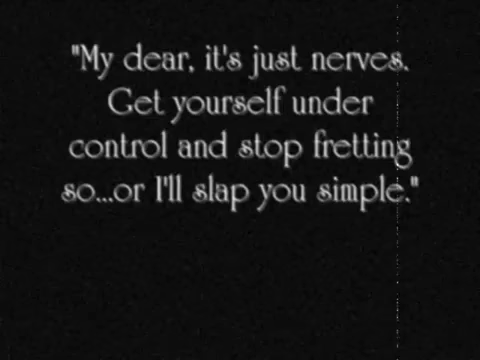 "My dear, it's just nerves.
Get yourself under
control and stop fretting
so...or I'll slap you simple."